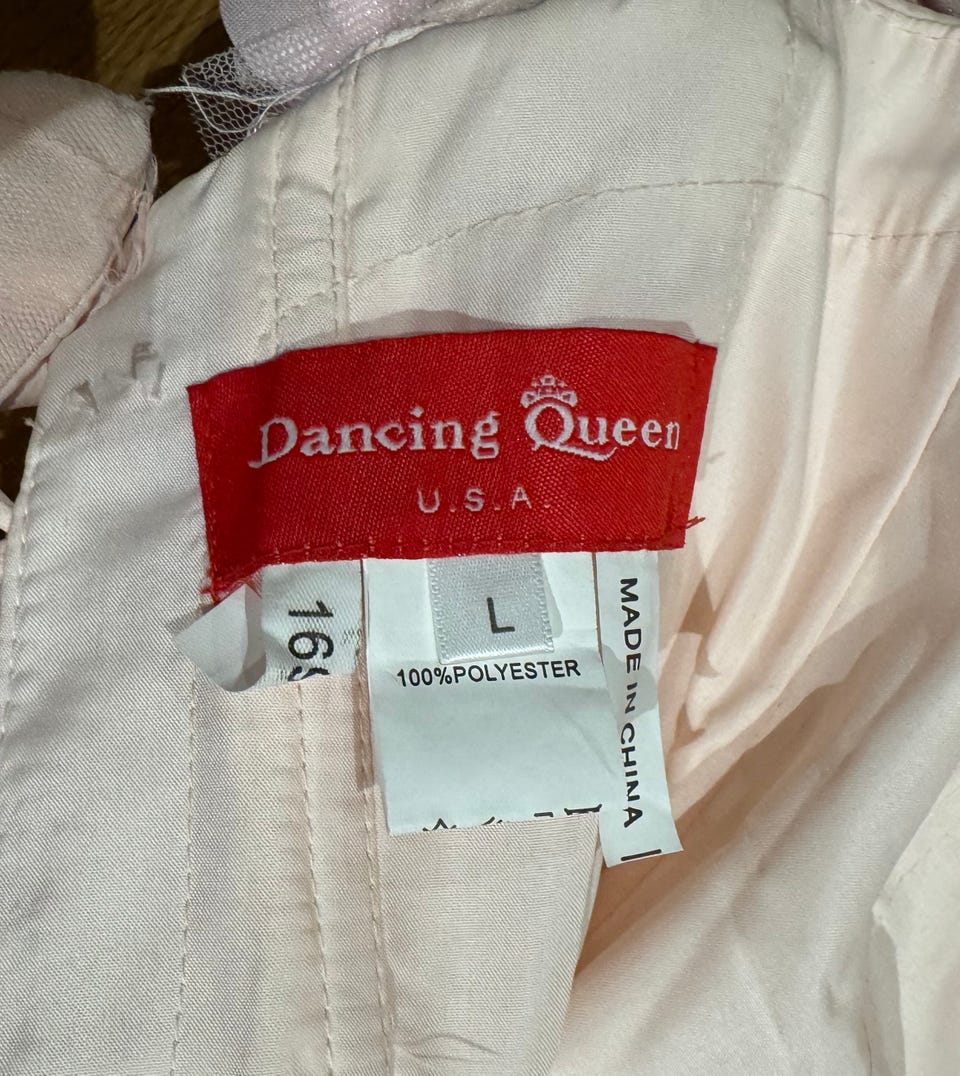 Dancing Queen
U.S.A.
L
100%POLYESTER
MADE IN CHINA